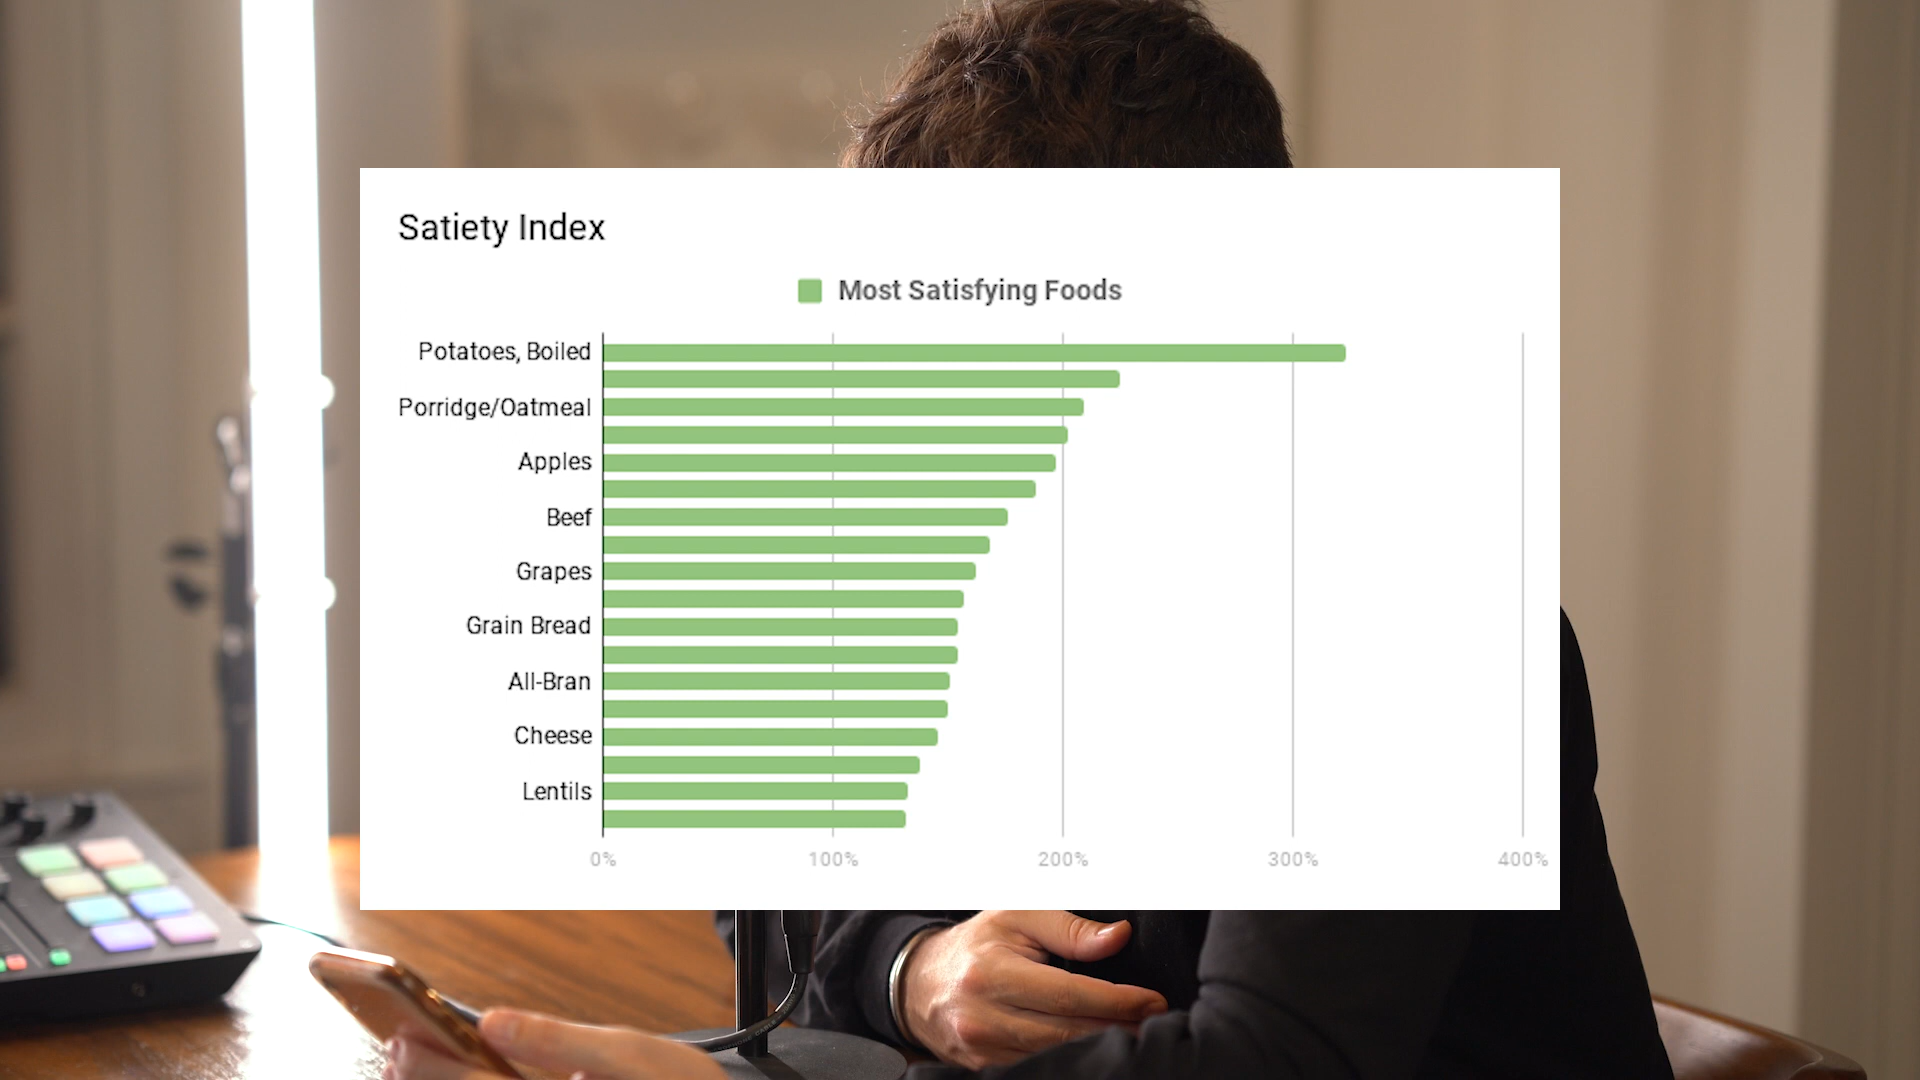 Satiety Index
Most Satisfying Foods
Potatoes, Boiled
Porridge/Oatmeal
Apples
Beef
Grapes
Grain Bread
All-Bran
Cheese
Lentils
0% 100% 200% 300% 400%